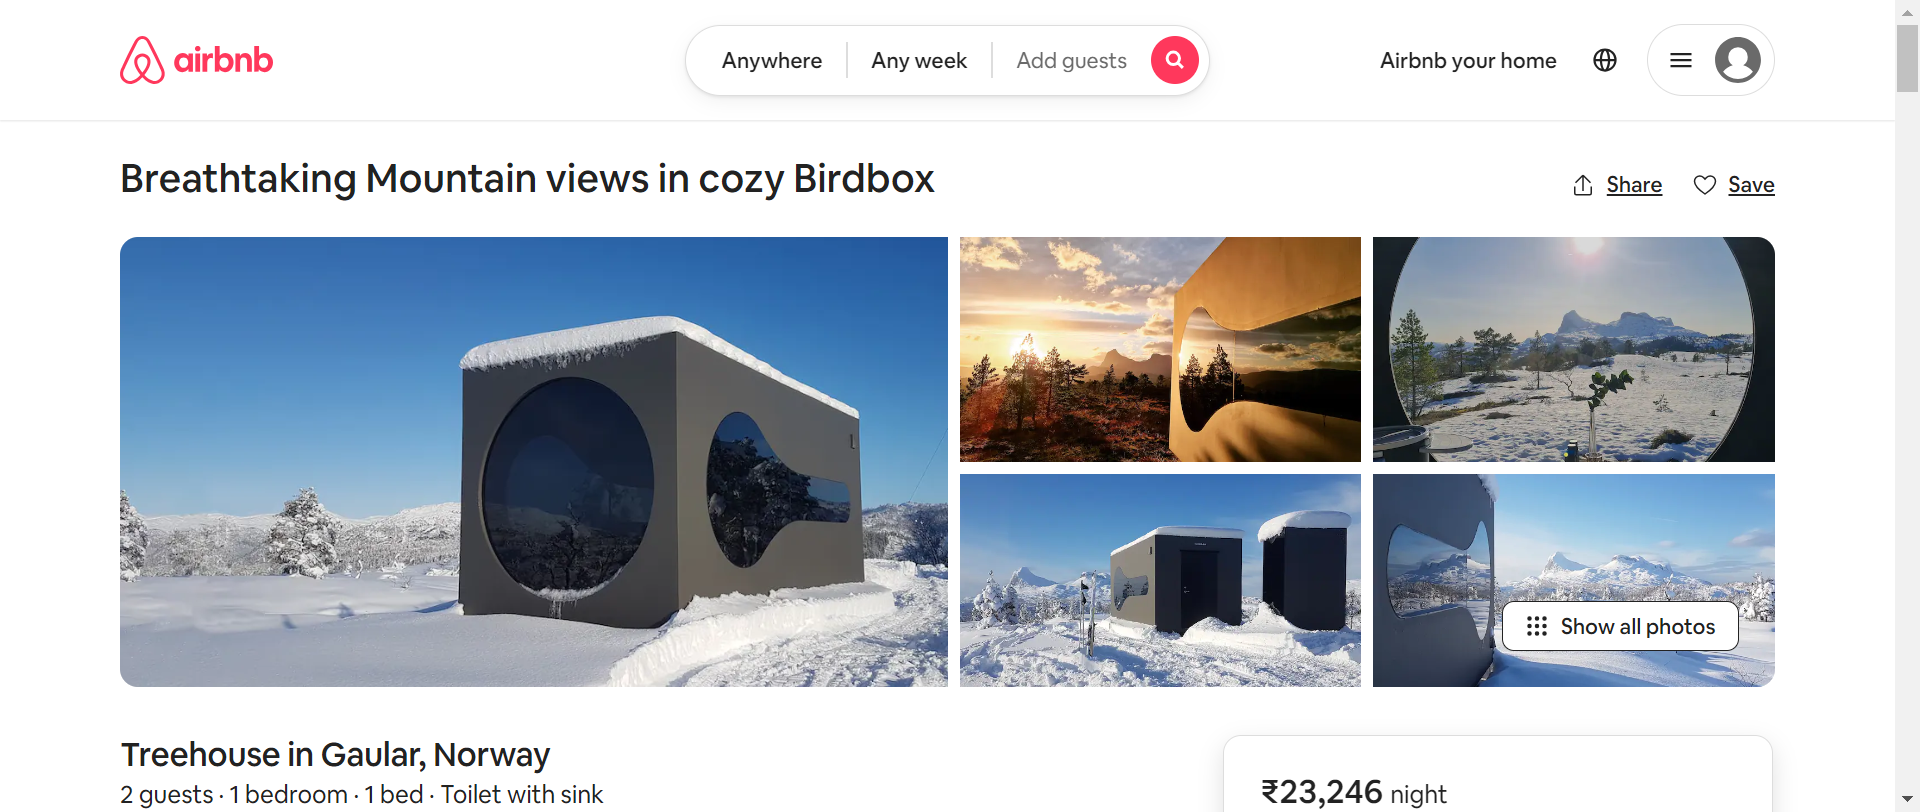 airbnb
Anywhere
Any week
Add guests
Airbnb your home
Breathtaking Mountain views in cozy Birdbox
Share
Save
Show all photos
Treehouse in Gaular, Norway
2 guests · 1 bedroom · 1 bed · Toilet with sink
₹23,246 night